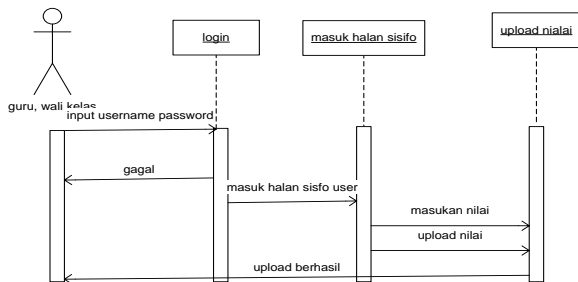 login
masuk halan sisifo
upload nialai
guru, wali kelas
input username password
gagal
masuk halan sisfo user
masukan nilai
upload nilai
upload berhasil